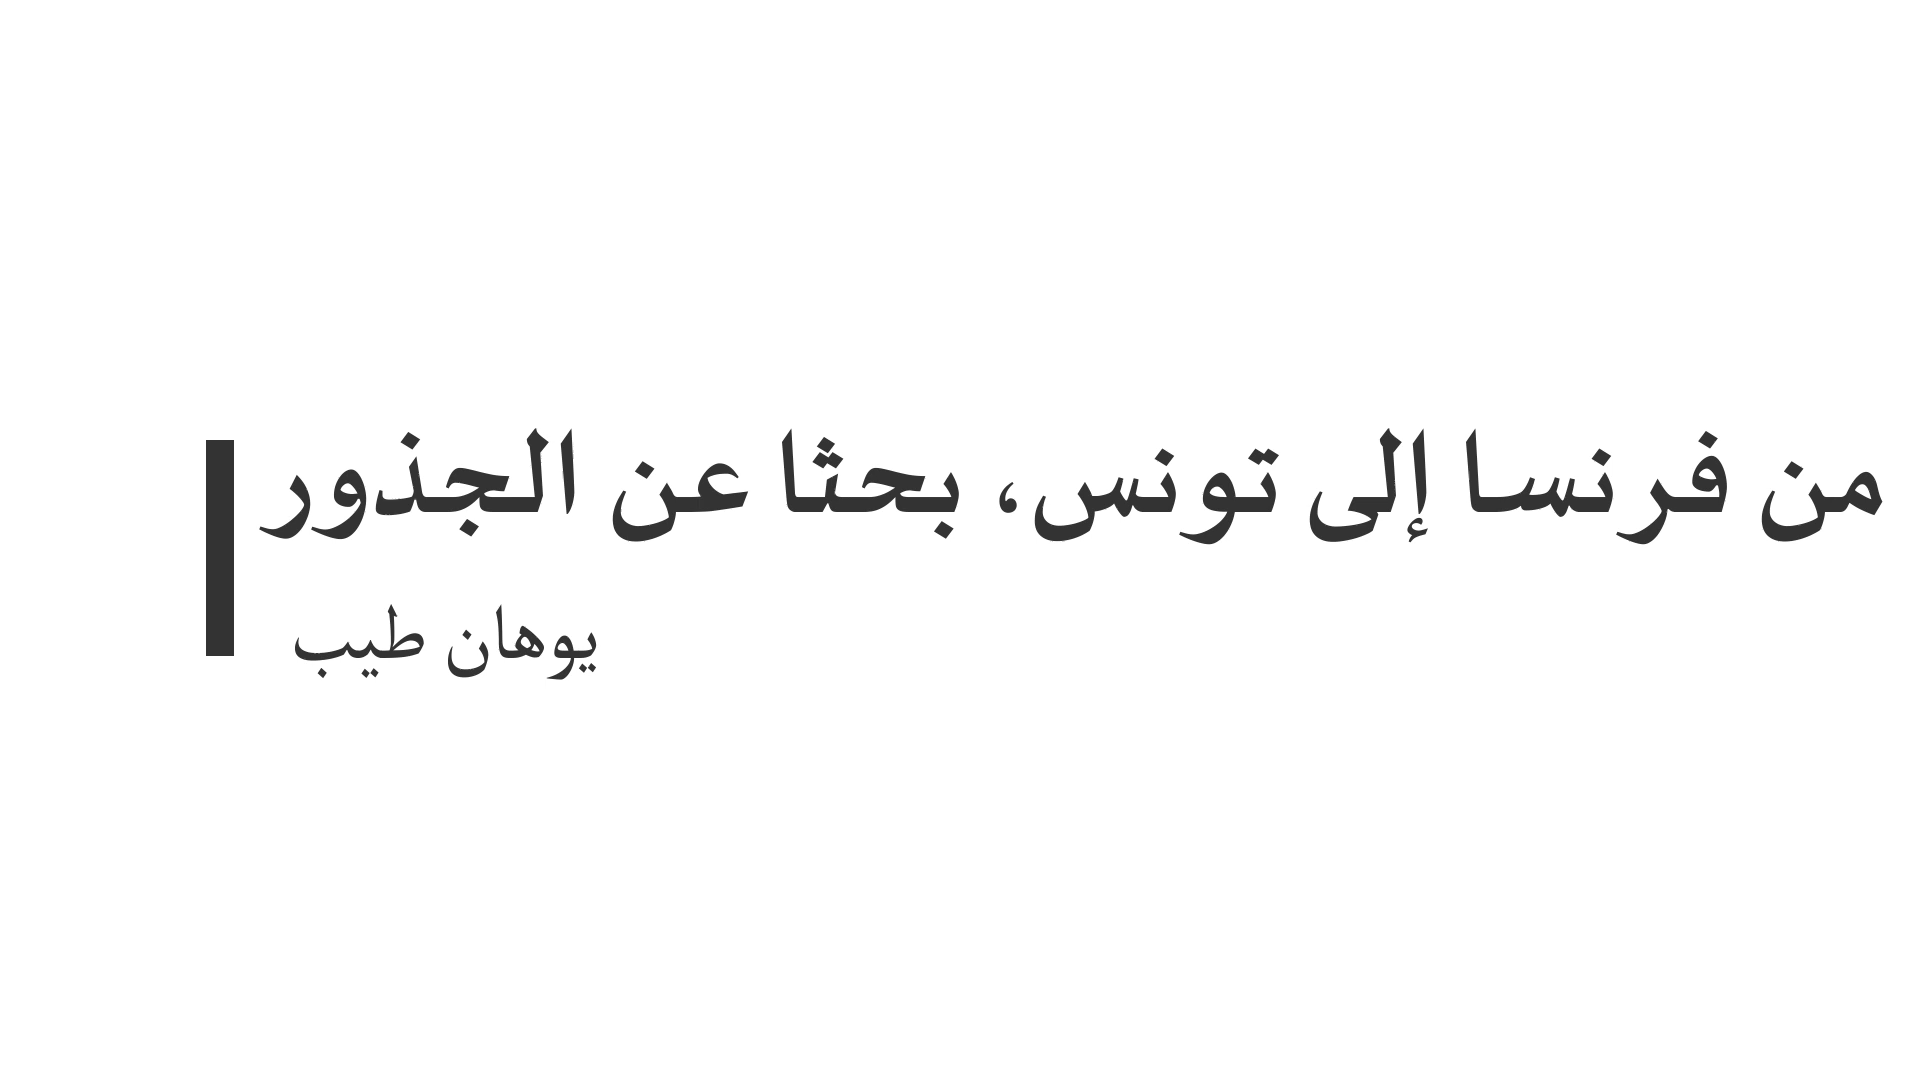 من فرنسا إلى تونس، بحثا عن الجذور
يوهان طيب